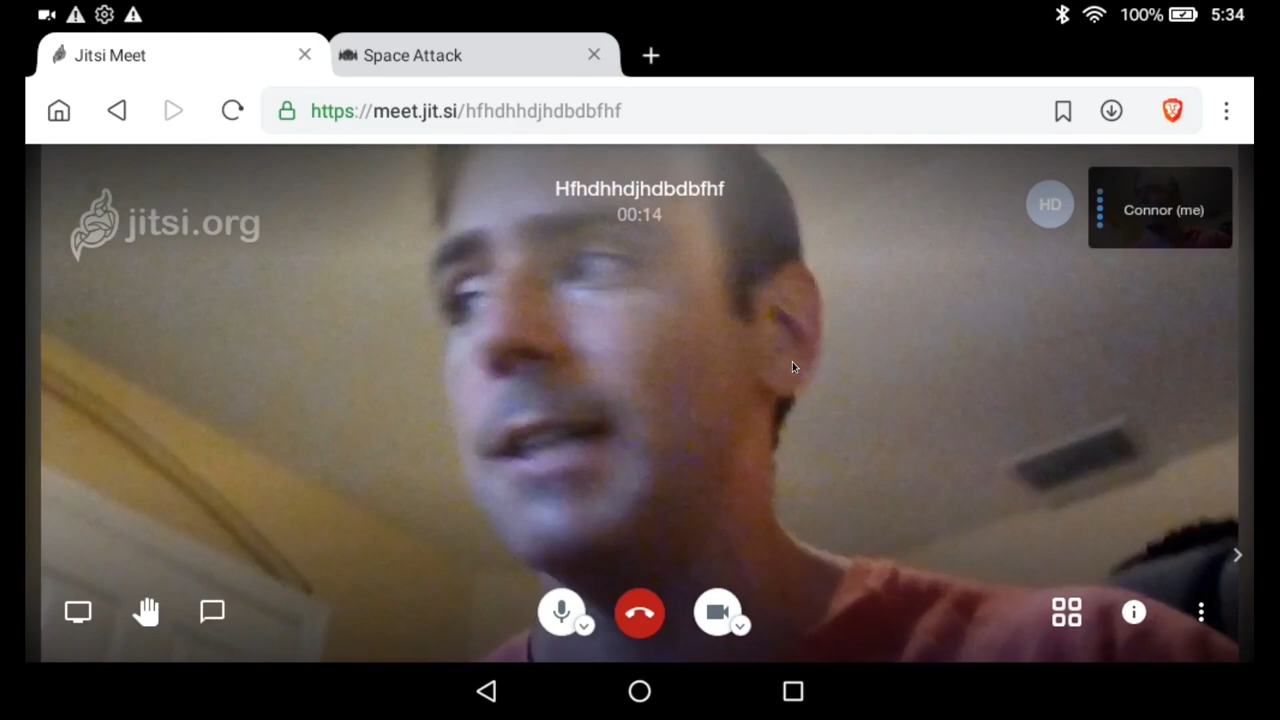 100% 5:34
Jitsi Meet
Space Attack
https://meet.jit.si/hfhdhhdjhdbdbfhf
jitsi.org
Hfhdhhdjhdbdbfhf
00:14
HD
Connor (me)